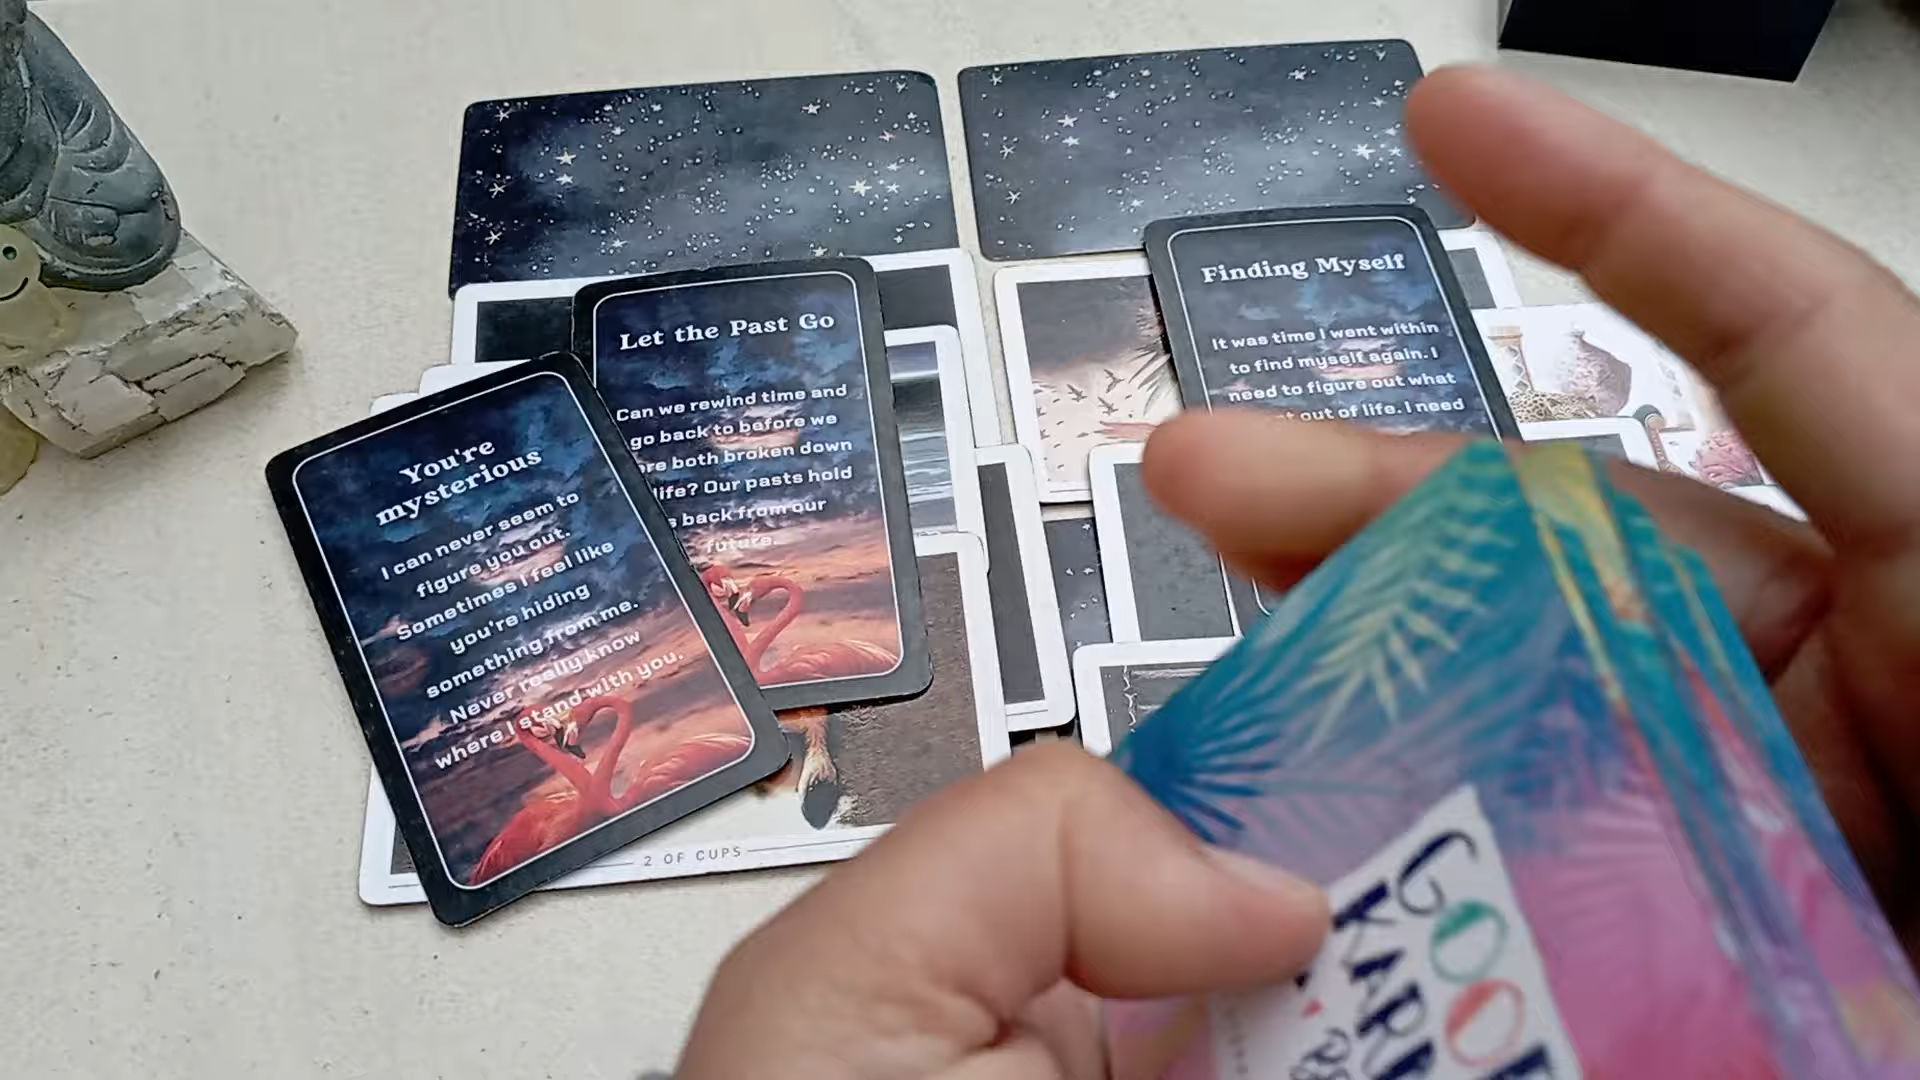 You're
mysterious
I can never seem to
figure you out.
Sometimes I feel like
you're hiding
something from me.
Never really know
where I stand with you.
Let the Past Go
Can we rewind time and
go back to before we
both broken down
life? Our pasts hold
back from our
future.
Finding Myself
It was time I went within
to find myself again. I
need to figure out what
out of life. I need
2 OF CUPS
GOOD